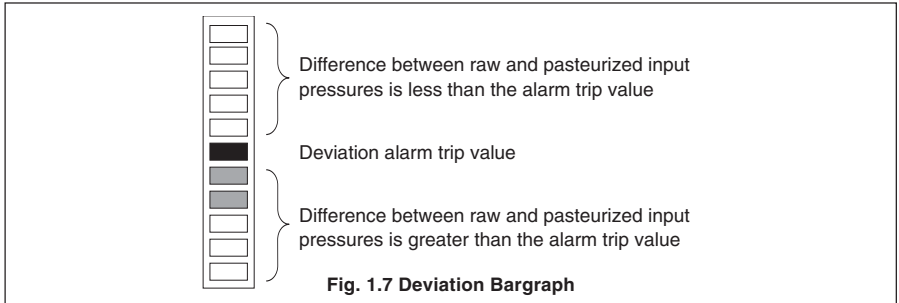 Difference between raw and pasteurized input
pressures is less than the alarm trip value
Deviation alarm trip value
Difference between raw and pasteurized input
pressures is greater than the alarm trip value
Fig. 1.7 Deviation Bargraph